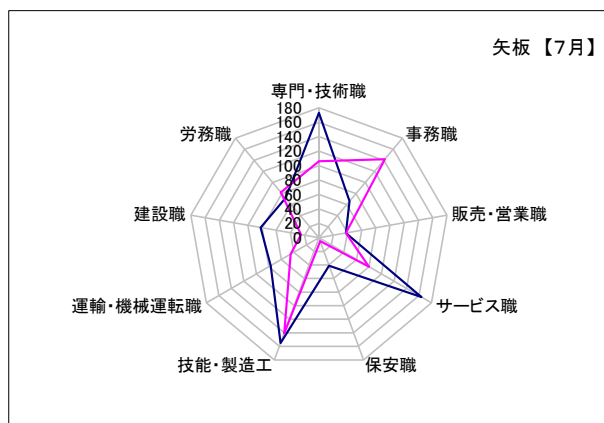 矢板 【7月】
専門・技術職
180
160
140
120
100
80
60
40
20
0
事務職
販売・営業職
サービス職
保安職
技能・製造工
運輸・機械運転職
建設職
労務職